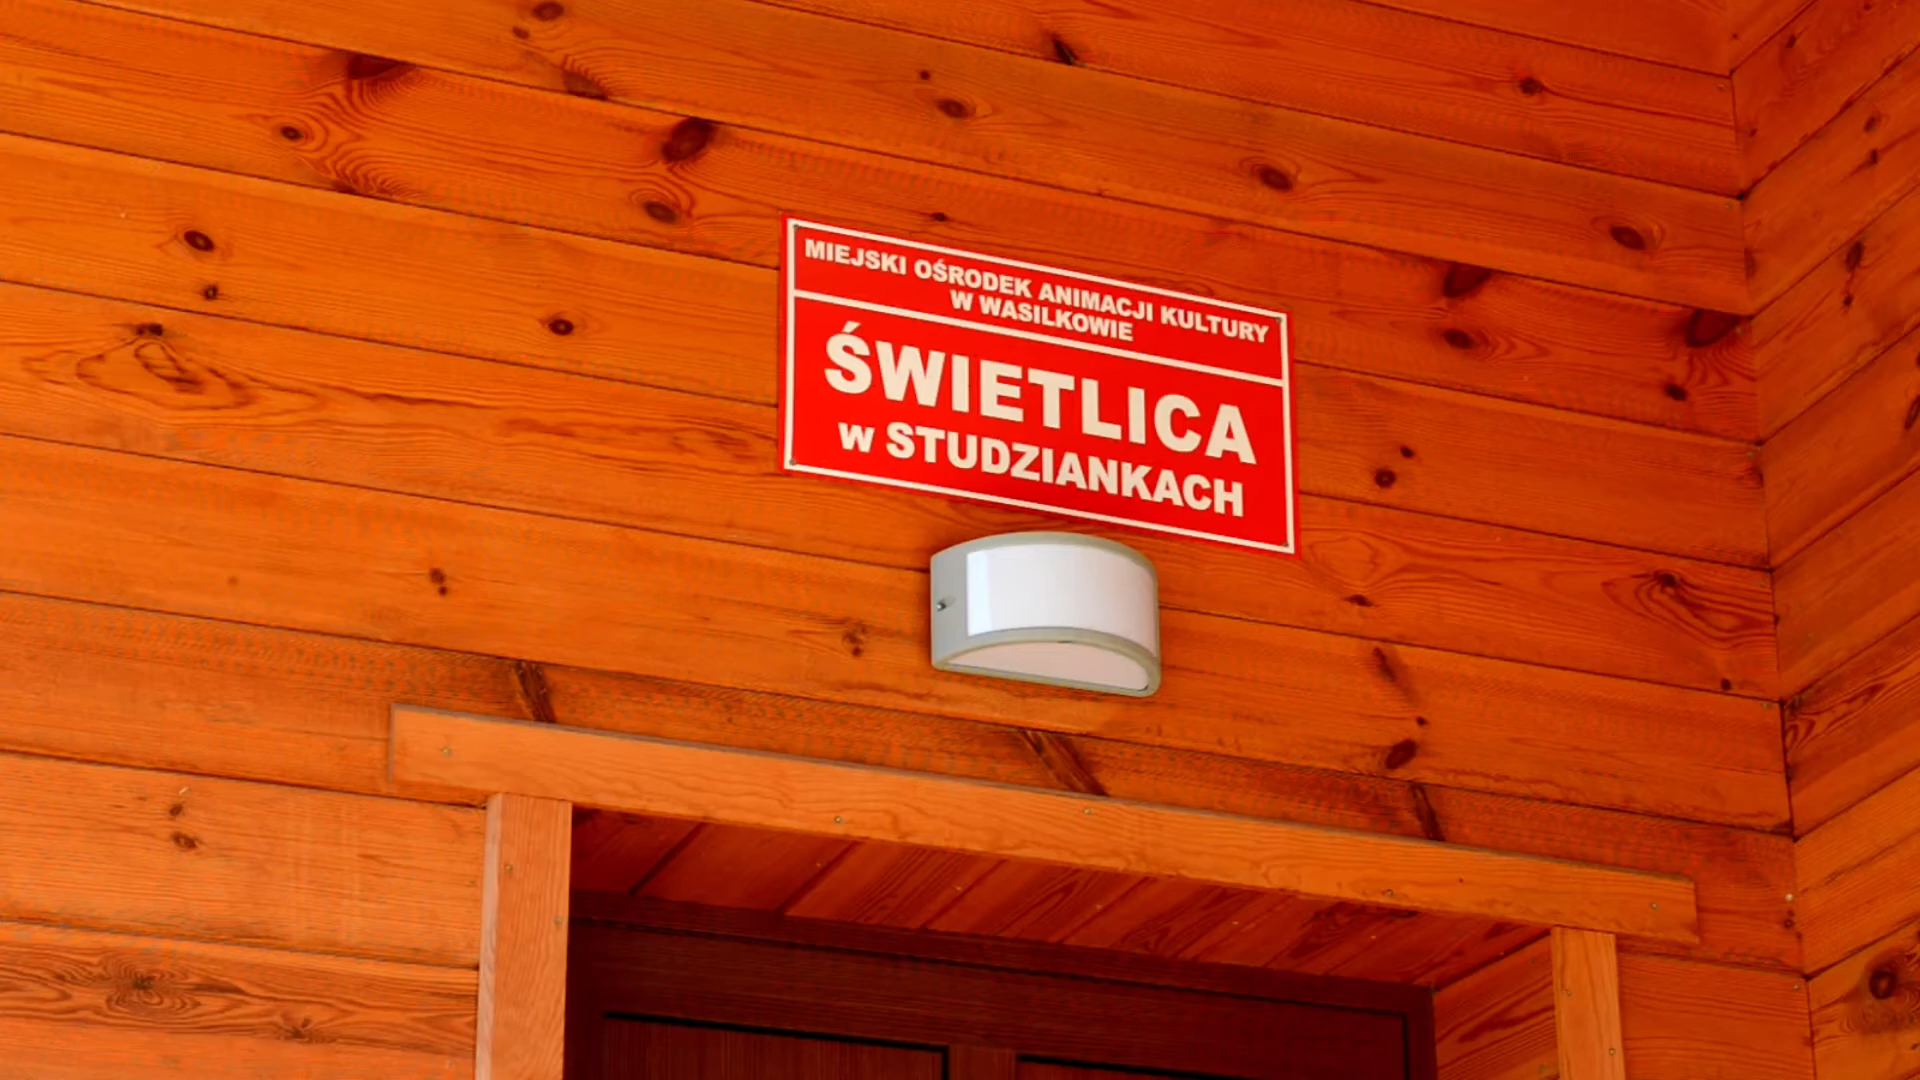 MIEJSKI OŚRODEK ANIMACJI KULTURY
W WASILKOWIE
ŚWIETLICA
w STUDZIANKACH